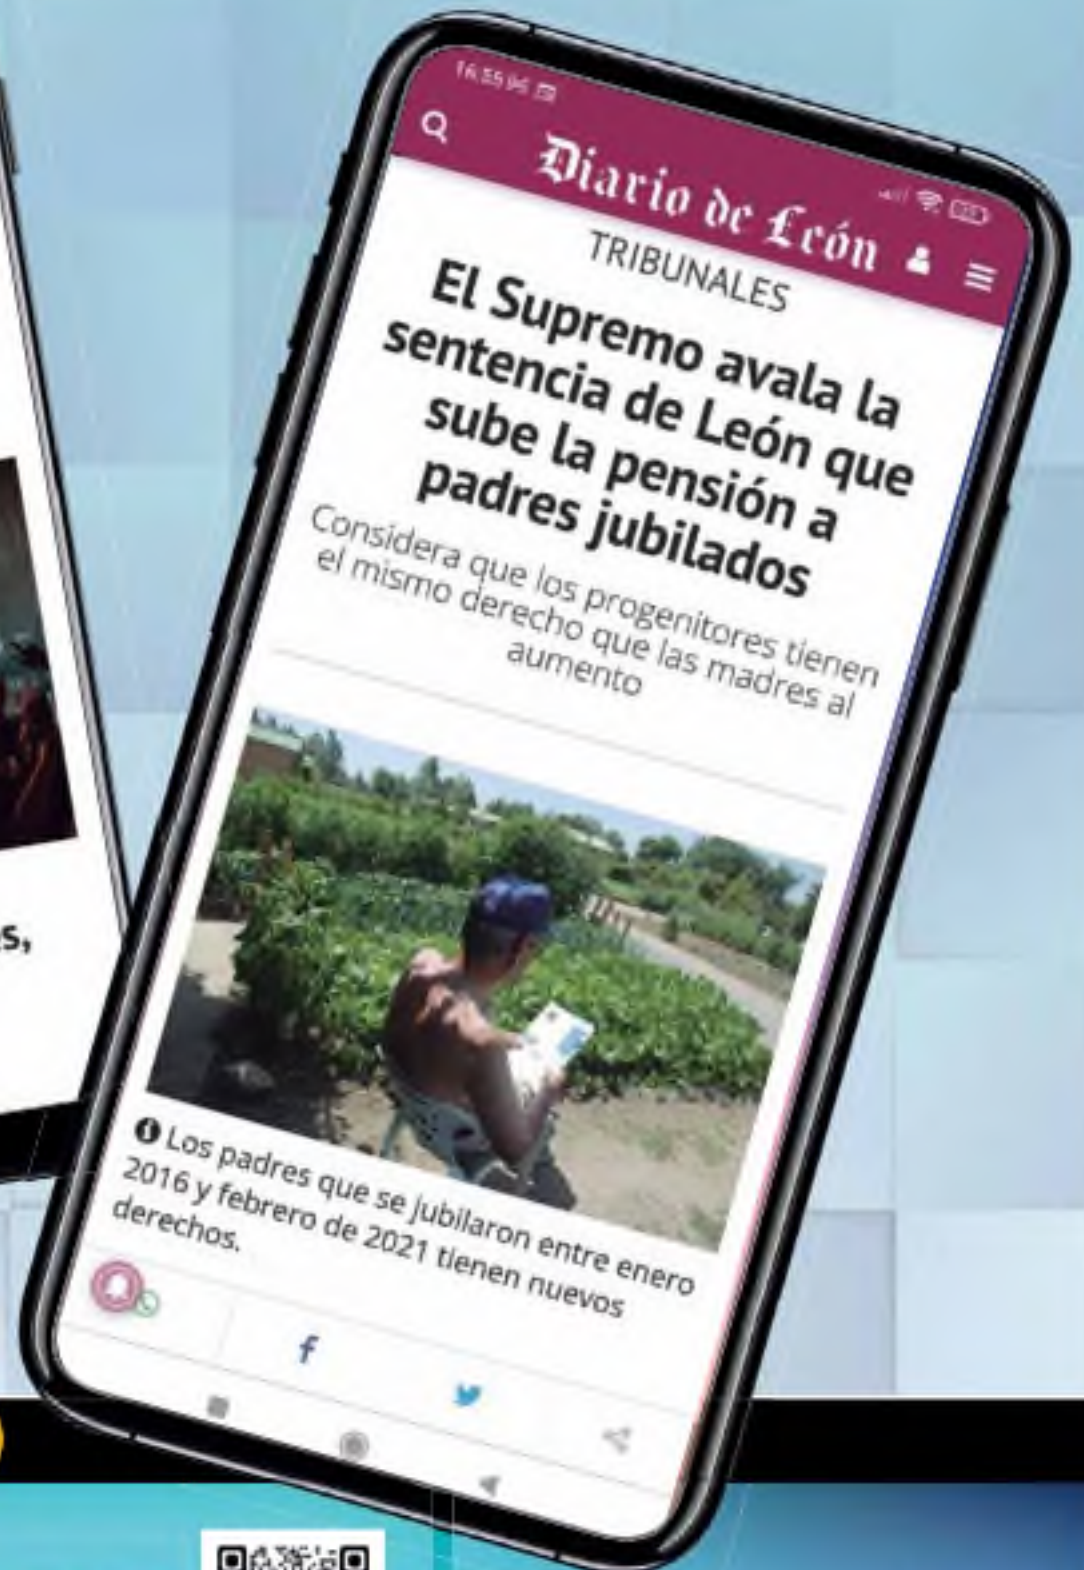 Diario de León
TRIBUNALES
El Supremo avala la
sentencia de León que
sube la pensión a
padres jubilados
Considera que los progenitores tienen
el mismo derecho que las madres al
aumento
Los padres que se jubilaron entre enero
2016 y febrero de 2021 tienen nuevos
derechos.
s,